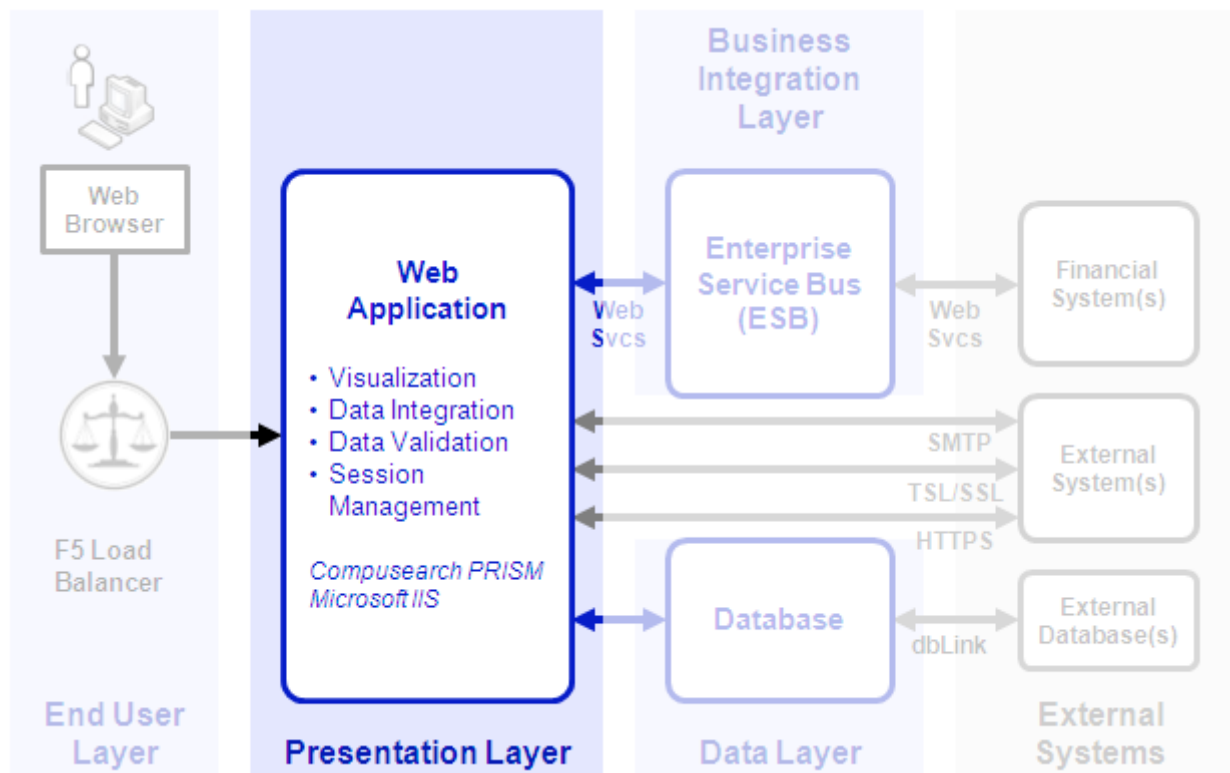 Web
Browser
F5 Load
Balancer
End User
Layer
Web
Application
• Visualization
• Data Integration
• Data Validation
• Session
Management
Compusearch PRISM
Microsoft IIS
Presentation Layer
Business
Integration
Layer
Enterprise
Service Bus
(ESB)
Web
Svcs
Web
Svcs
SMTP
TSL/SSL
HTTPS
Database
dbLink
Data Layer
Financial
System(s)
External
System(s)
External
Database(s)
External
Systems